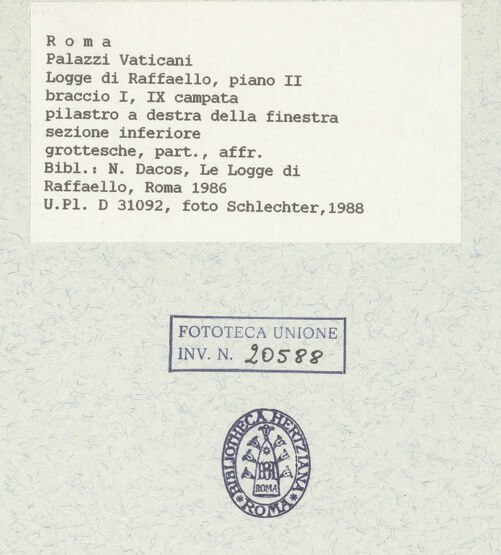 R o m a
Palazzi Vaticani
Logge di Raffaello, piano II
braccio I, IX campata
pilastro a destra della finestra
sezione inferiore
grottesche, part., affr.
Bibl.: N. Dacos, Le Logge di
Raffaello, Roma 1986
U.Pl. D 31092, foto Schlechter,1988
FOTOTECA UNIONE
INV. N. 20588
BIBLIOTHECA HERTZIANA
ROMA
ROMA